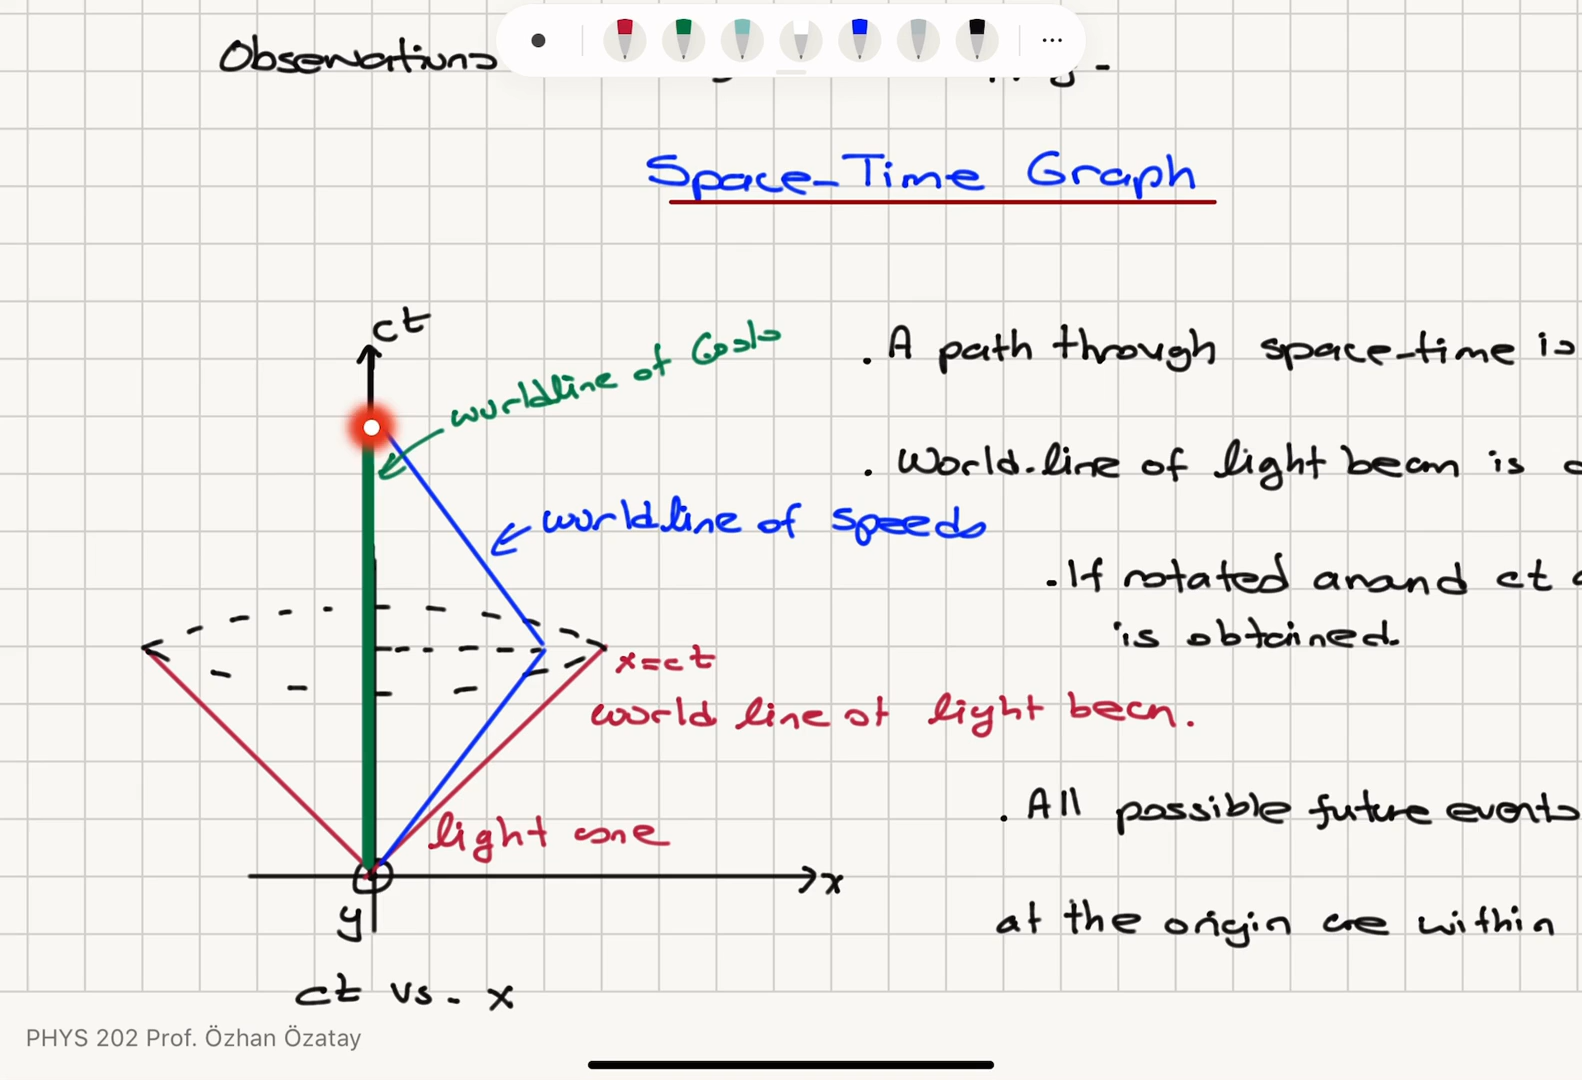 Observations
Space-Time Graph
ct
worldline of Goslo
. A path through space-time is
. World-line of light beam is
worldline of speedo
. If rotated around ct
is obtained.
x=ct
world line of light beam.
. All possible future events
light cone
x
y
at the origin are within
ct vs. x
PHYS 202 Prof. Özhan Özatay